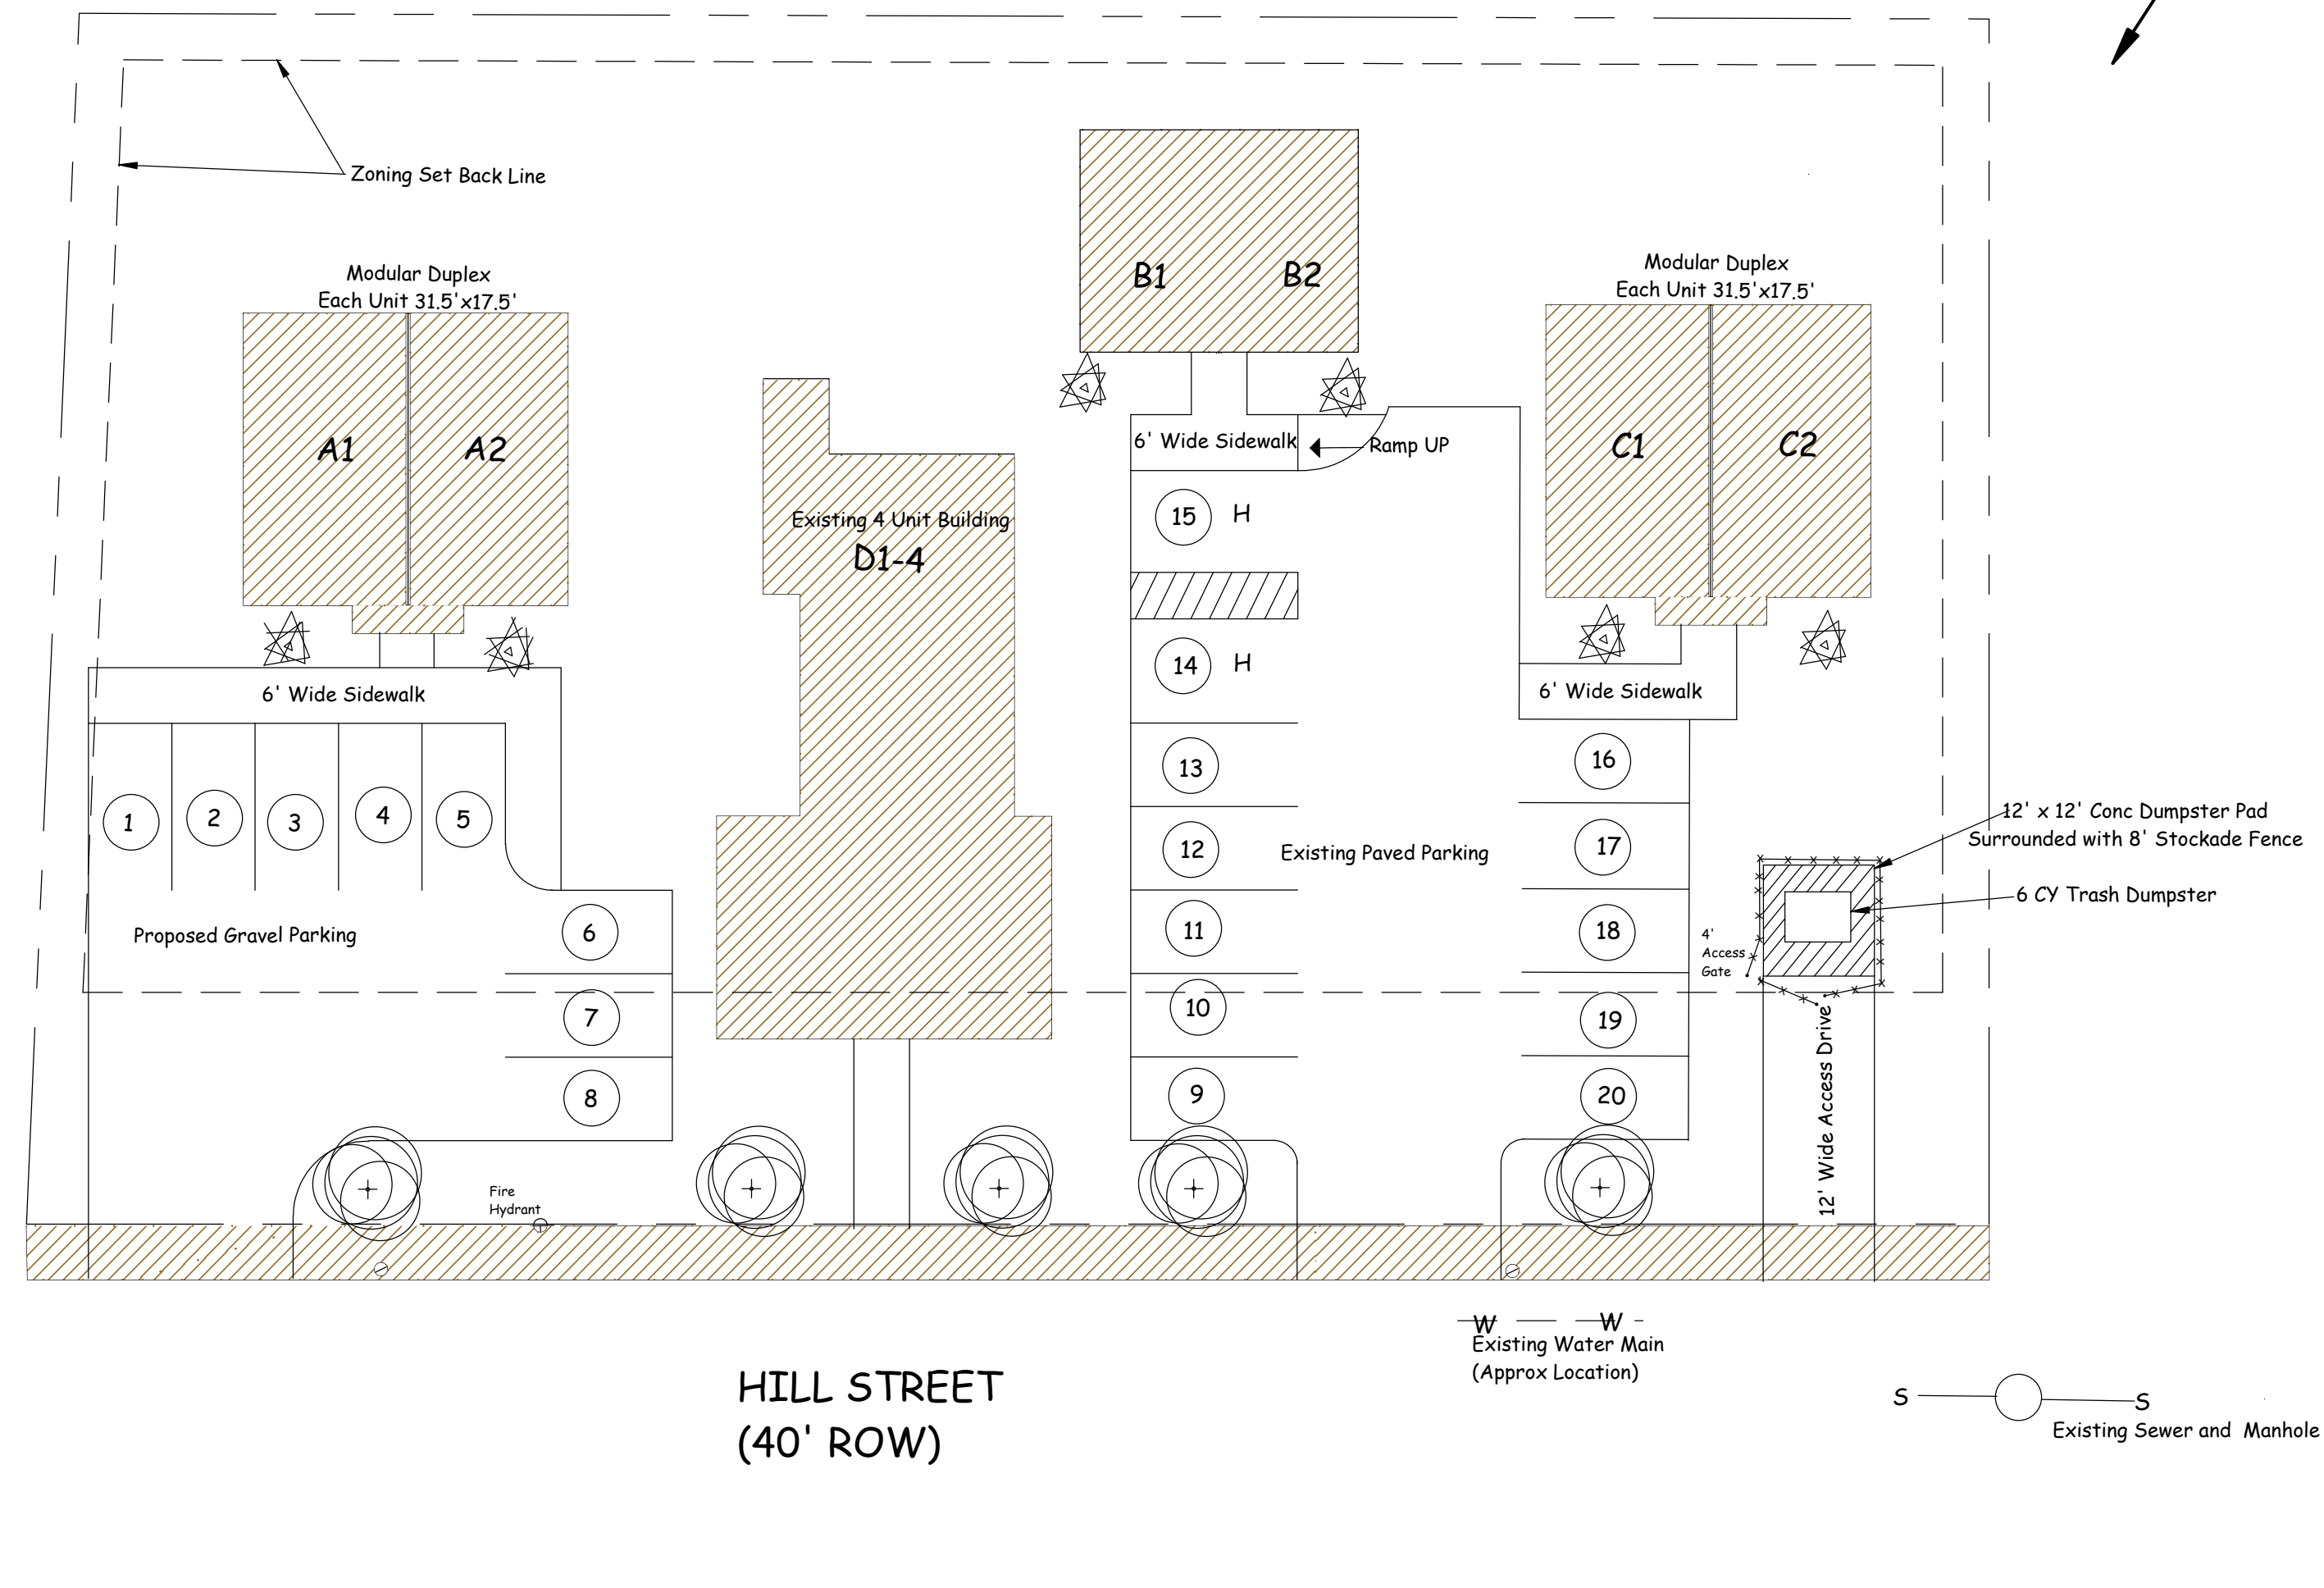 Zoning Set Back Line
Modular Duplex
Each Unit 31.5'x17.5'
A1
A2
B1
B2
Modular Duplex
Each Unit 31.5'x17.5'
C1
C2
6' Wide Sidewalk
Ramp UP
Existing 4 Unit Building
D1-4
15 H
14 H
6' Wide Sidewalk
6' Wide Sidewalk
1
2
3
4
5
13
12
11
10
9
16
17
18
19
20
Existing Paved Parking
12' x 12' Conc Dumpster Pad
Surrounded with 8' Stockade Fence
6 CY Trash Dumpster
4'
Access
Gate
Proposed Gravel Parking
6
7
8
12' Wide Access Drive
Fire
Hydrant
W W
Existing Water Main
(Approx Location)
HILL STREET
(40' ROW)
S S
Existing Sewer and Manhole